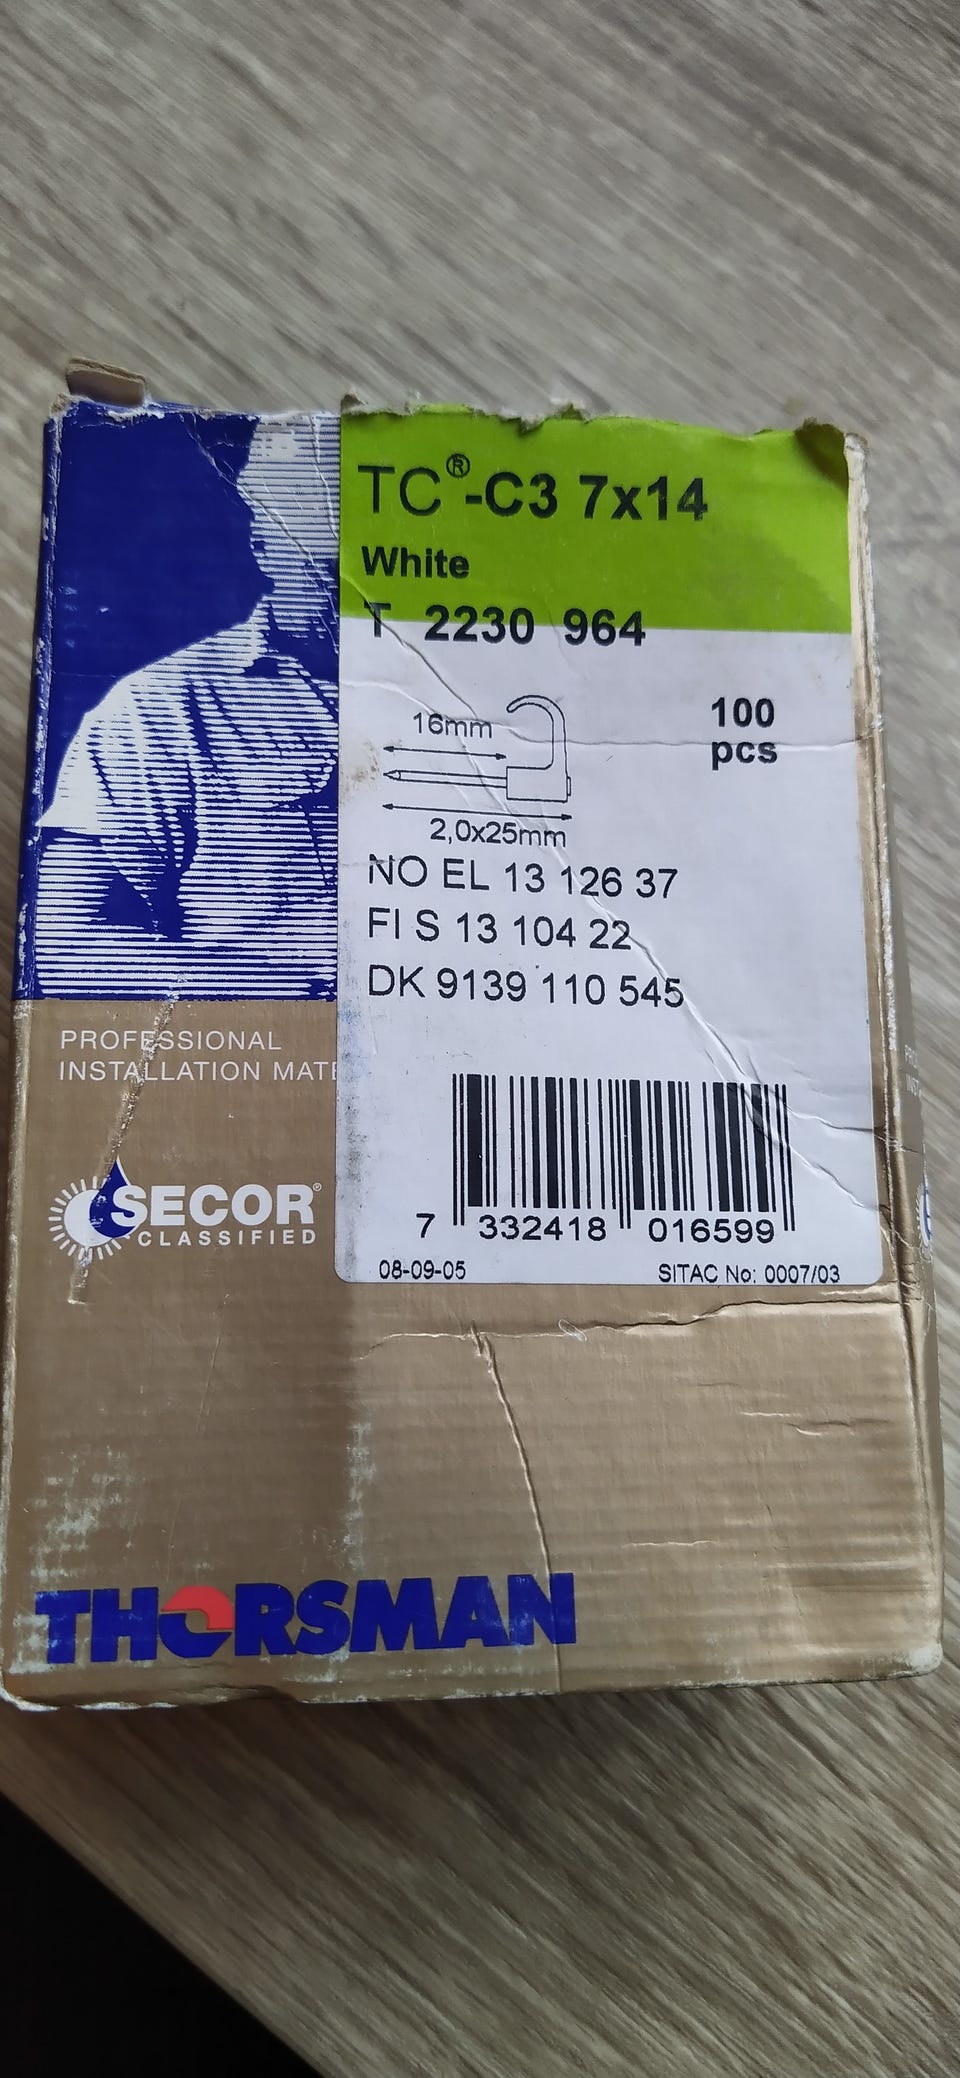 TC®-C3 7x14
White
T 2230 964
16mm
100
pcs
2,0x25mm
NO EL 13 126 37
FI S 13 104 22
DK 9139 110 545
PROFESSIONAL
INSTALLATION MATE
SECOR®
CLASSIFIED
7 332418 016599
08-09-05 SITAC No: 0007/03
THORSMAN